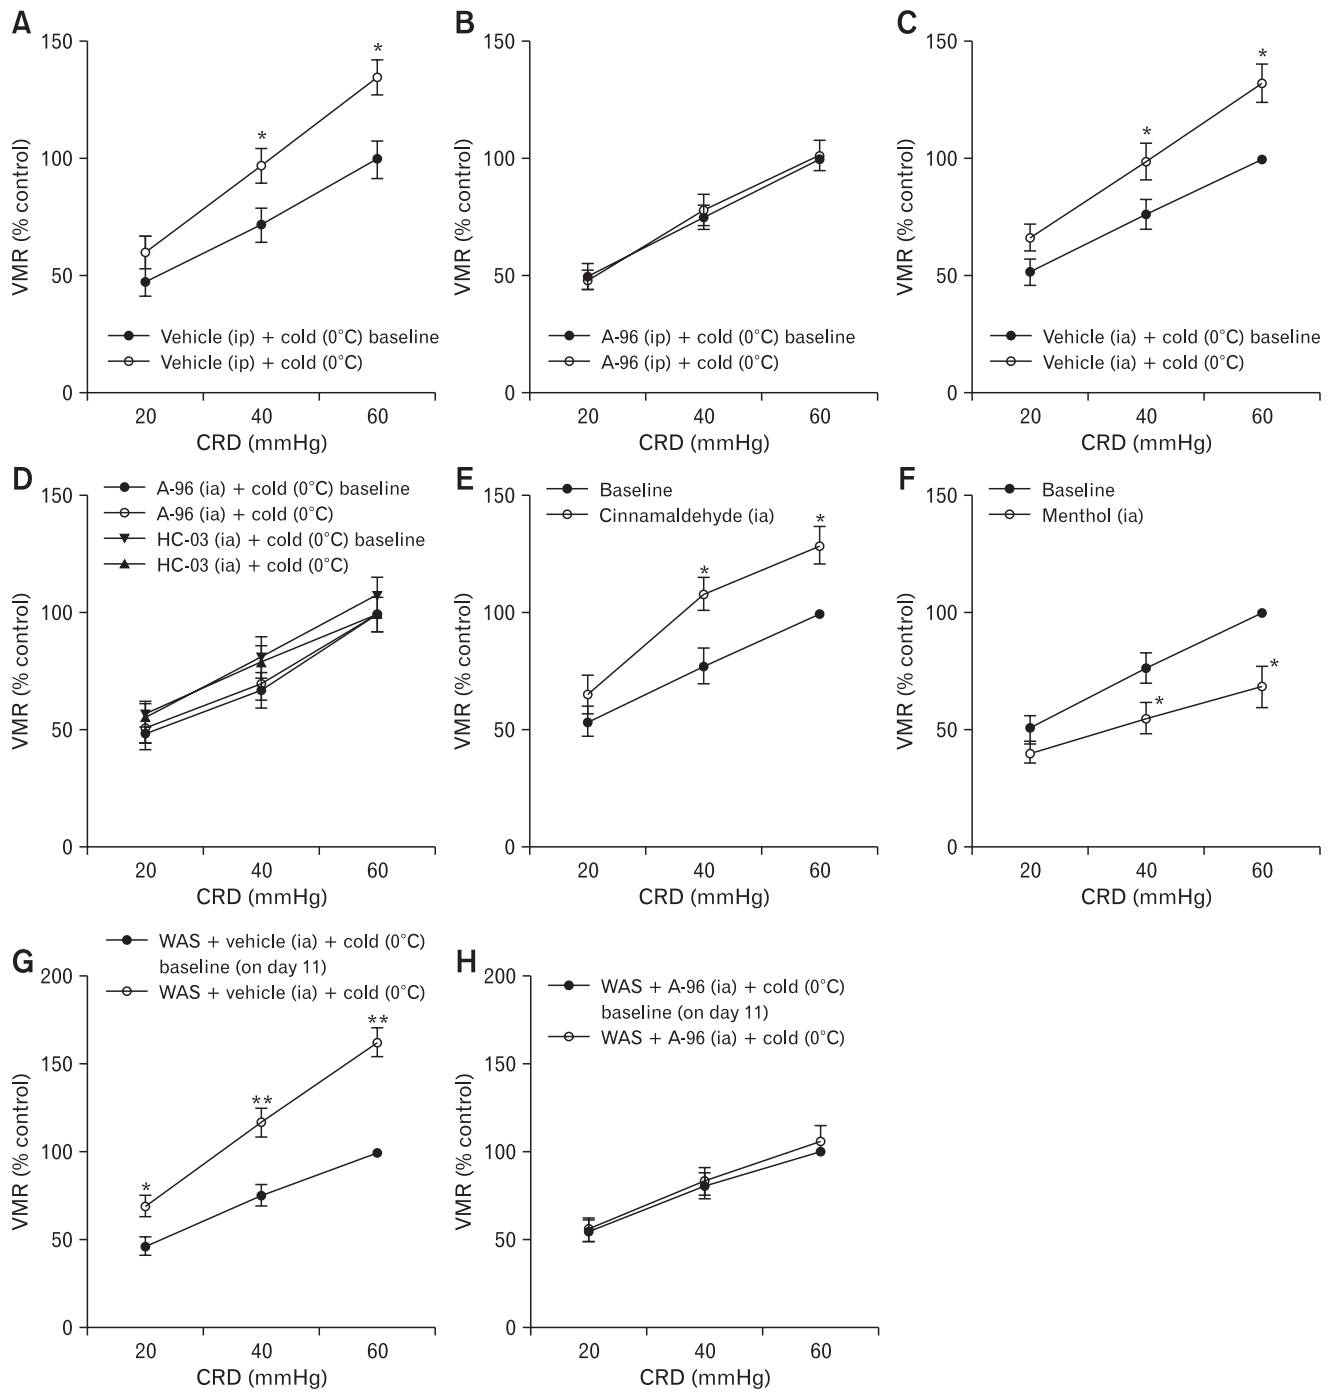 A
VMR (% control)
150
100
50
0
*
*
Vehicle (ip) + cold (0°C) baseline
Vehicle (ip) + cold (0°C)
20 40 60
CRD (mmHg)
B
VMR (% control)
150
100
50
0
A-96 (ip) + cold (0°C) baseline
A-96 (ip) + cold (0°C)
20 40 60
CRD (mmHg)
C
VMR (% control)
150
100
50
0
*
*
Vehicle (ia) + cold (0°C) baseline
Vehicle (ia) + cold (0°C)
20 40 60
CRD (mmHg)
D
A-96 (ia) + cold (0°C) baseline
A-96 (ia) + cold (0°C)
HC-03 (ia) + cold (0°C) baseline
HC-03 (ia) + cold (0°C)
VMR (% control)
150
100
50
0
20 40 60
CRD (mmHg)
E
Baseline
Cinnamaldehyde (ia)
VMR (% control)
150
100
50
0
*
*
20 40 60
CRD (mmHg)
F
Baseline
Menthol (ia)
VMR (% control)
150
100
50
0
*
*
20 40 60
CRD (mmHg)
G
WAS + vehicle (ia) + cold (0°C)
baseline (on day 11)
WAS + vehicle (ia) + cold (0°C)
VMR (% control)
200
150
100
50
0
*
**
**
20 40 60
CRD (mmHg)
H
WAS + A-96 (ia) + cold (0°C)
baseline (on day 11)
WAS + A-96 (ia) + cold (0°C)
VMR (% control)
200
150
100
50
0
20 40 60
CRD (mmHg)